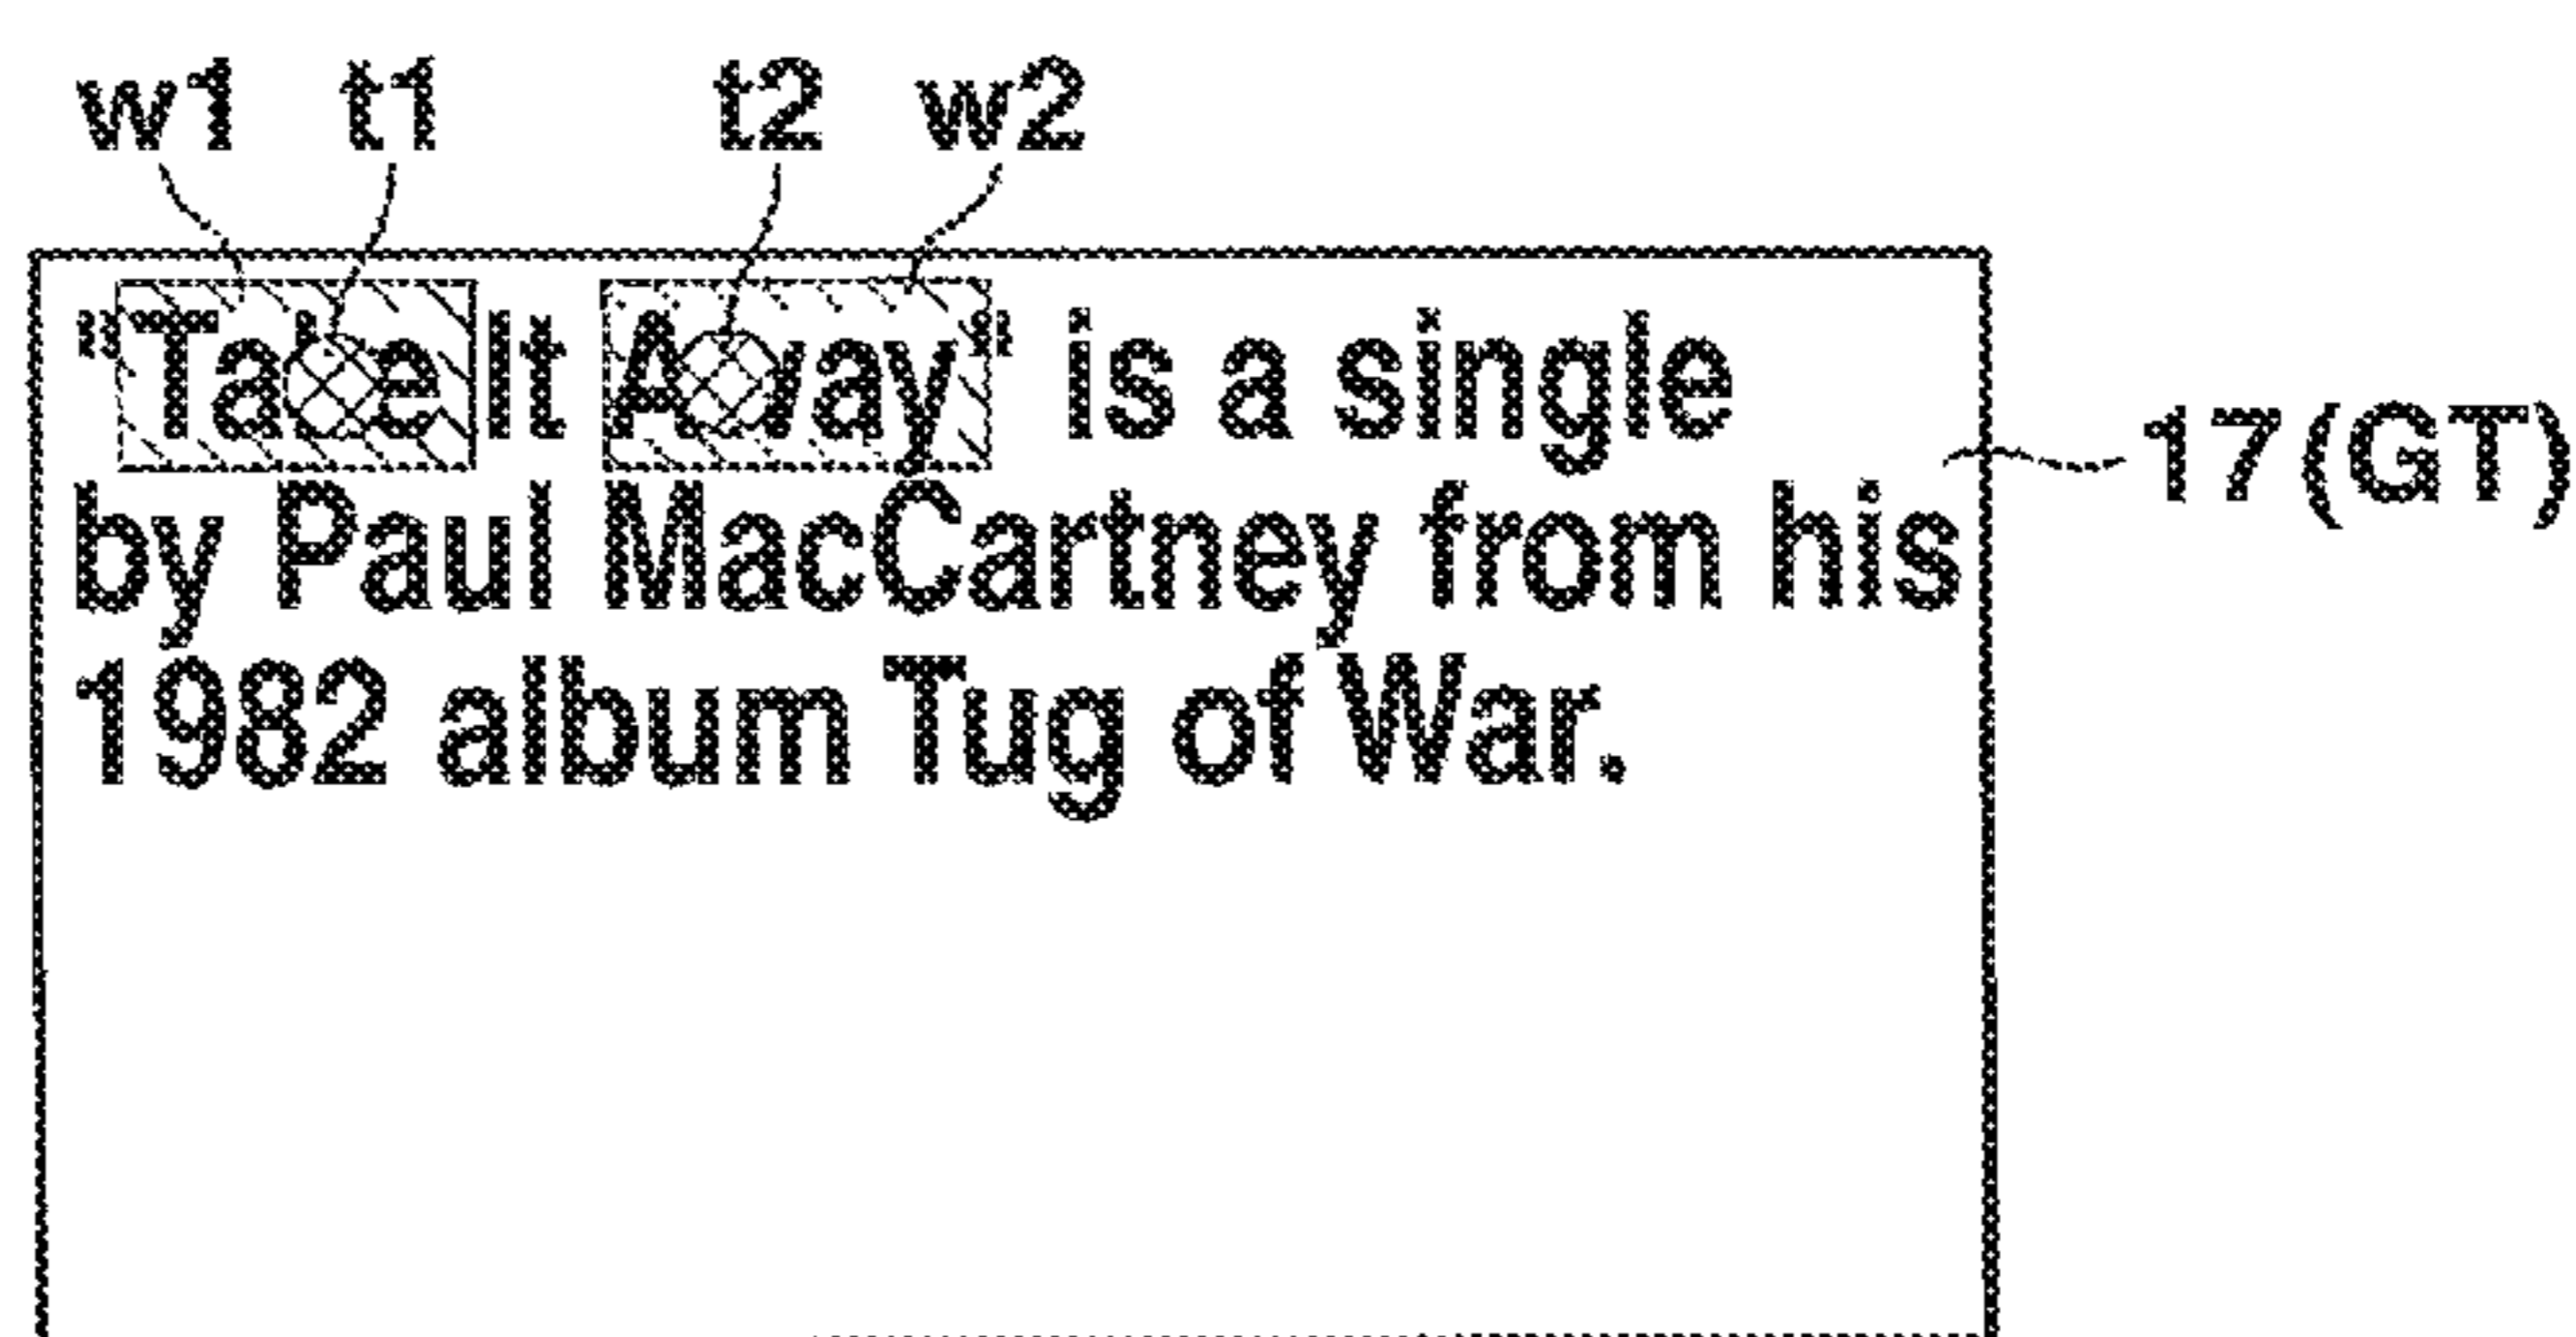 w1 t1 t2 w2
"Take It Away" is a single
17(GT)
by Paul MacCartney from his
1982 album Tug of War.